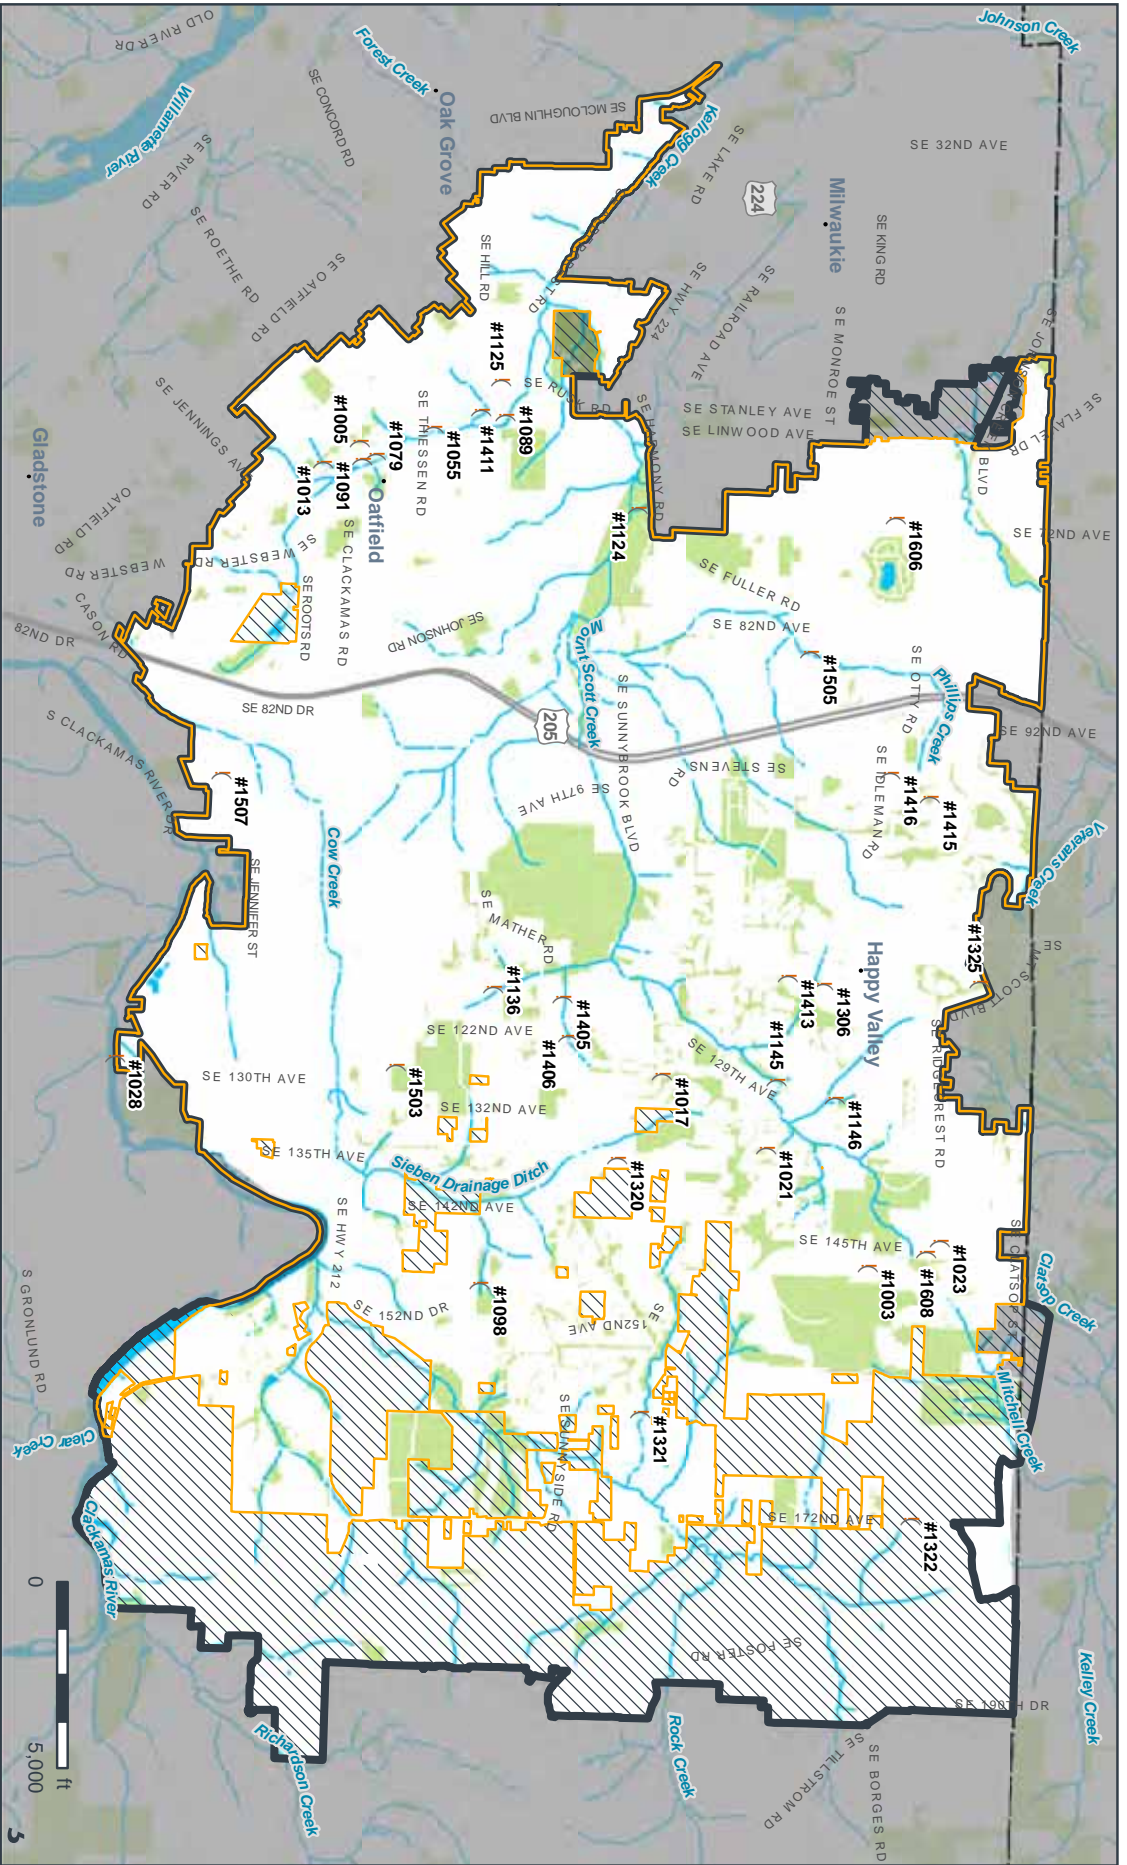 Johnson Creek
OLD RIVER DR
Forest Creek
Willamette River
SE CONCORD RD
Oak Grove
SE MCLOUGHLIN BLVD
Kellogg Creek
SE LAKE RD
224
Milwaukie
SE 32ND AVE
SE KING RD
SE RIVER RD
SE ROETHE RD
SE OATFIELD RD
SE HILL RD
SE HWY 224
SE RAILROAD AVE
SE MONROE ST
#1125
SE RUSK RD
SE HARMONY RD
SE STANLEY AVE
SE LINWOOD AVE
SE FLAVEL DR
BLVD
SE JENNINGS AV
#1005
#1079
SE THIESSEN RD
#1055
#1411
#1089
Gladstone
OATFIELD RD
#1013
#1091
Oatfield
#1124
#1606
SE 72ND AVE
WEBSTER RD
SE WEBSTER RD
SE CLACKAMAS RD
SE ROOTS RD
SE FULLER RD
SE 82ND AVE
CASON RD
82ND DR
SE JOHNSON RD
Mount Scott Creek
#1505
SE OTTY RD
Phillips Creek
S CLACKAMAS RIVER DR
SE 82ND DR
205
SE SUNNYBROOK BLVD
SE 92ND AVE
#1507
SE 97TH AVE
SE STEVENS RD
SE IDLEMAN RD
#1416
#1415
Veterans Creek
SE JENNIFER ST
Cow Creek
SE MATHER RD
Happy Valley
#1325
SE MT SCOTT BLVD
#1136
#1405
#1413
#1306
SE 122ND AVE
#1406
#1145
SE 129TH AVE
SE RIDGECREST RD
#1028
SE 130TH AVE
#1503
SE 132ND AVE
#1017
#1146
SE 135TH AVE
Sieben Drainage Ditch
#1320
#1021
SE 142ND AVE
SE HWY 212
SE 145TH AVE
#1023
#1608
#1003
SE CLATSOP ST
Clatsop Creek
S GRONLUND RD
SE 152ND DR
#1098
SE 152ND AVE
SE
Mitchell Creek
Clear Creek
SE SUNNYSIDE RD
#1321
SE 172ND AVE
#1322
Clackamas River
SE FOSTER RD
SE 190TH DR
Kelley Creek
Richardson Creek
Rock Creek
SE TILLSTROM RD
SE BORGES RD
0
5,000
ft